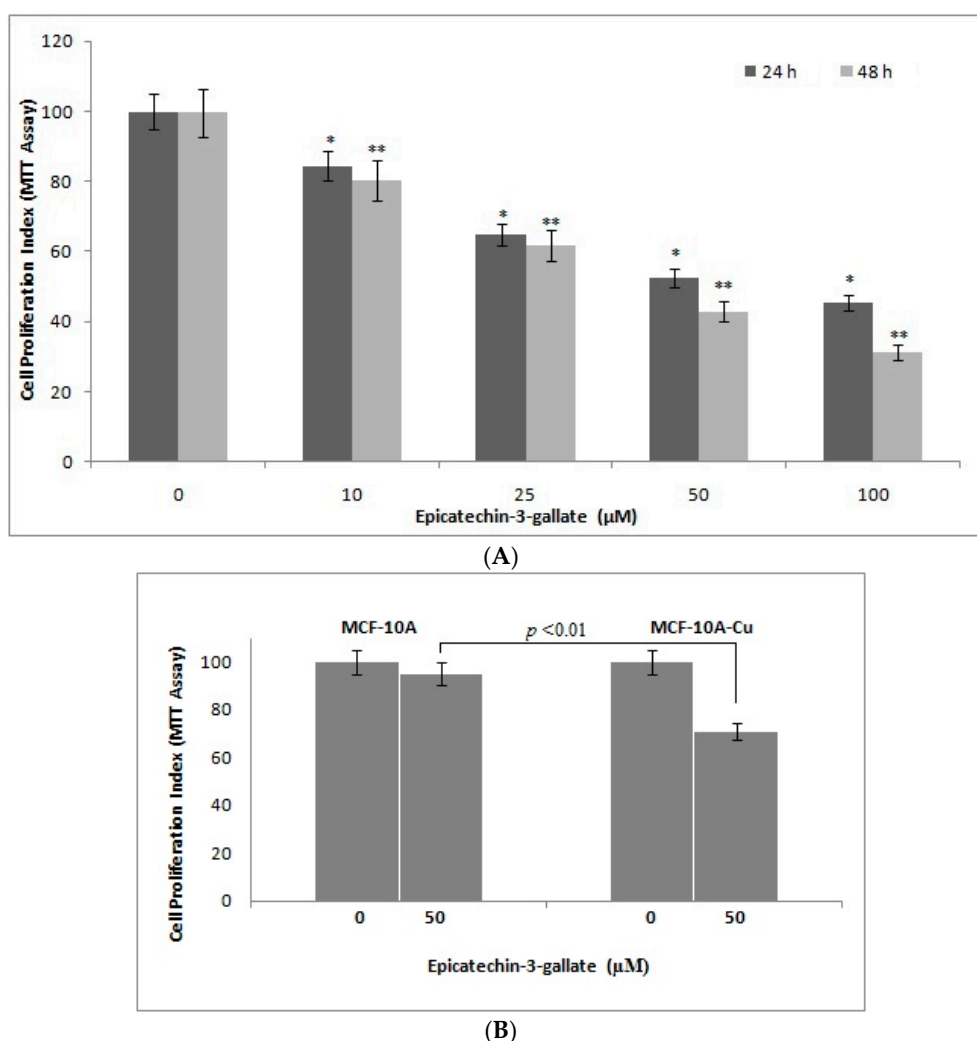 120
100
80
60
40
20
0
Cell Proliferation Index (MTT Assay)
24 h
48 h
* **
* **
* **
* **
0 10 25 50 100
Epicatechin-3-gallate (µM)
(A)
MCF-10A p <0.01 MCF-10A-Cu
100
80
60
40
20
0
Cell Proliferation Index (MTT Assay)
0 50 0 50
Epicatechin-3-gallate (µM)
(B)